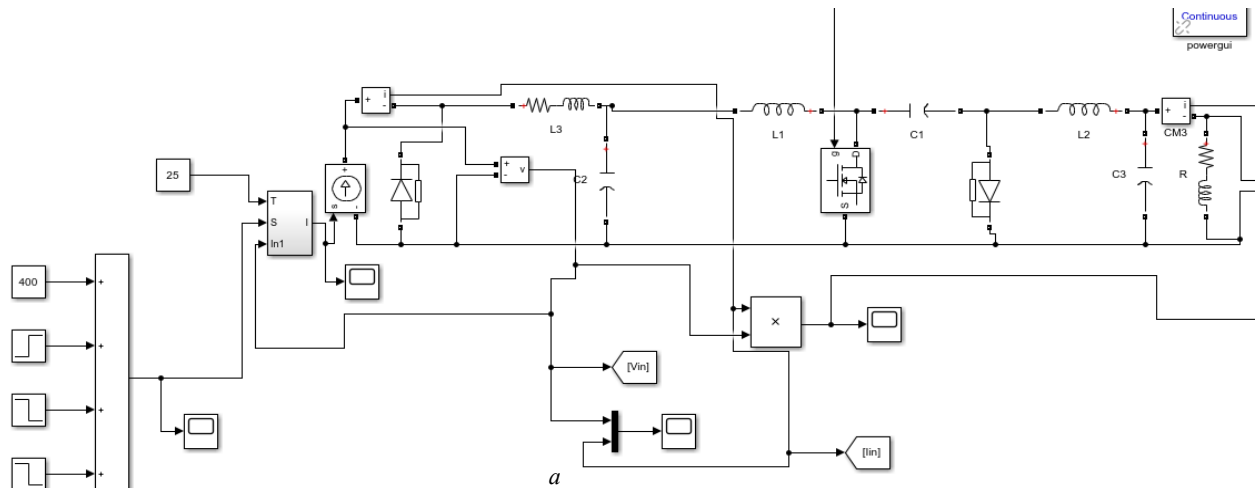 Continuous
powergui
+
i
-
L3
L1
C1
L2
+
i
-
CM3
25
T
S
In1
I
+
s
-
+
-
v
C2
g
D
S
C3
R
400
+
+
+
+
×
[Vin]
[Iin]
a